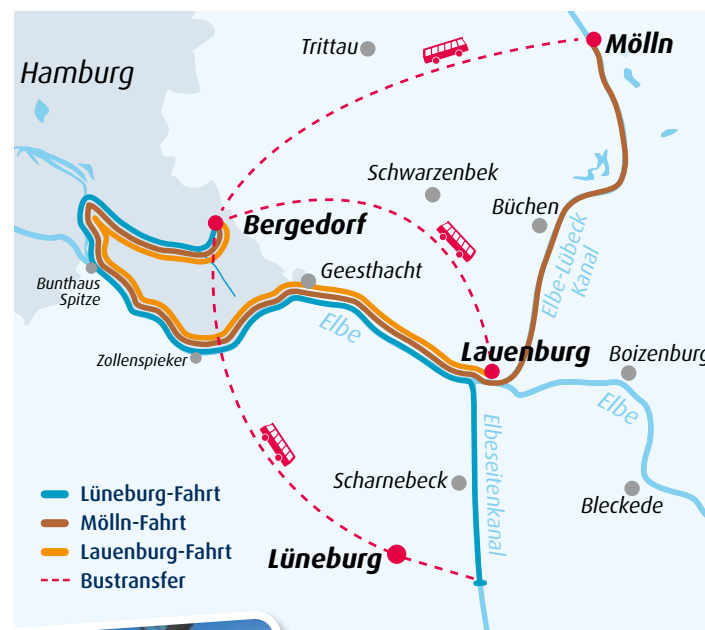 Trittau
Mölln
Hamburg
Schwarzenbek
Büchen
Bergedorf
Elbe-Lübeck
Kanal
Geesthacht
Bunthaus
Spitze
Elbe
Zollenspieker
Lauenburg
Boizenburg
Elbe
Scharnebeck
Elbeseitenkanal
Bleckede
Lüneburg
Lüneburg-Fahrt
Mölln-Fahrt
Lauenburg-Fahrt
Bustransfer